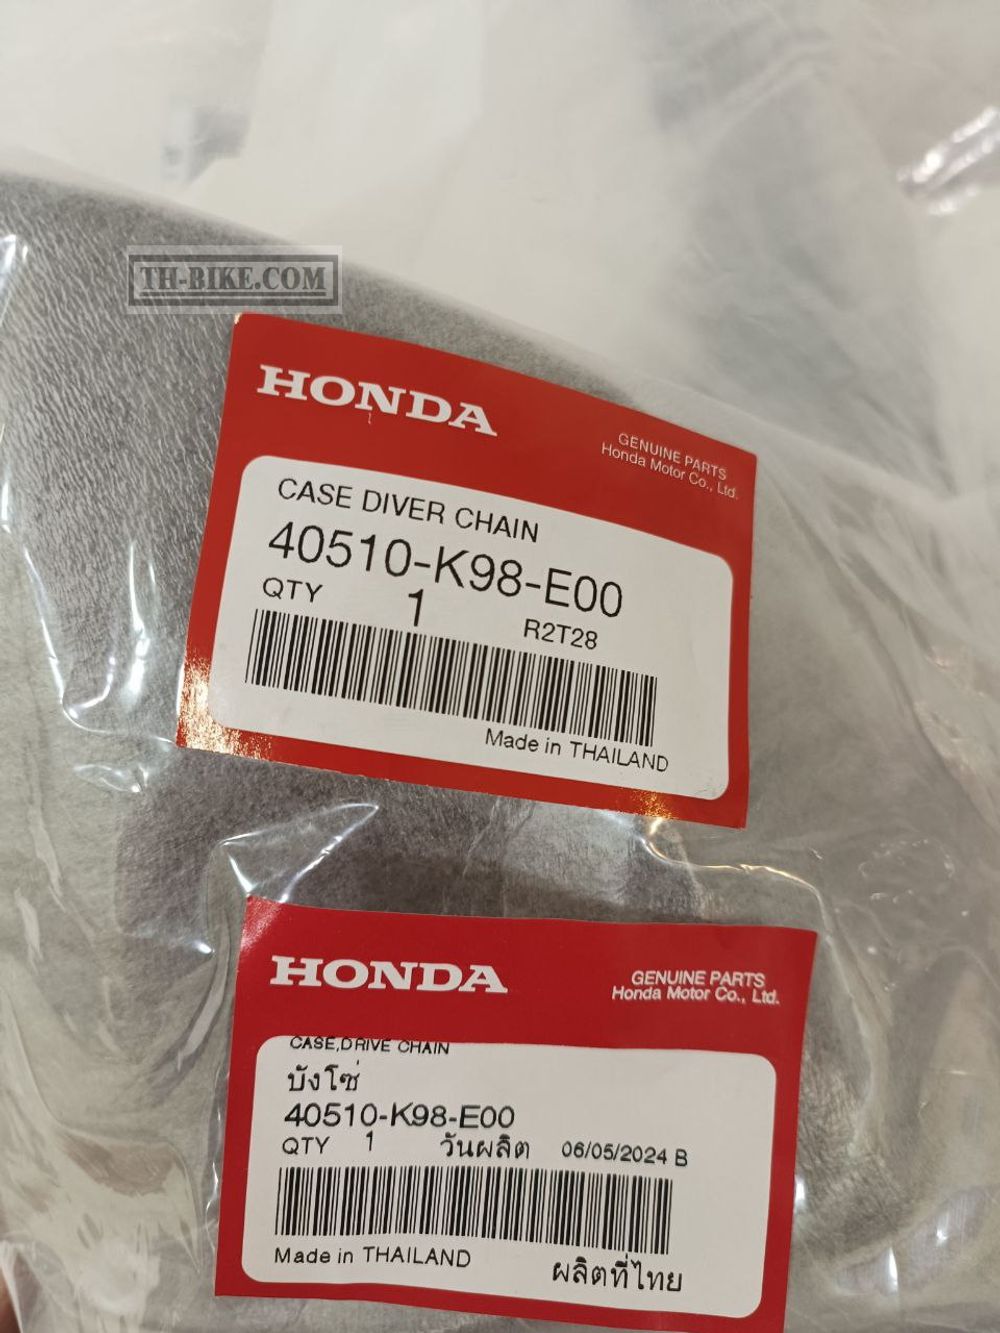 TH-BIKE.COM
HONDA
GENUINE PARTS
Honda Motor Co., Ltd.
CASE DIVER CHAIN
40510-K98-E00
QTY 1 R2T28
Made in THAILAND
HONDA
GENUINE PARTS
Honda Motor Co., Ltd.
CASE,DRIVE CHAIN
บังโซ่
40510-K98-E00
QTY 1 วันผลิต 06/05/2024 B
Made in THAILAND ผลิตที่ไทย